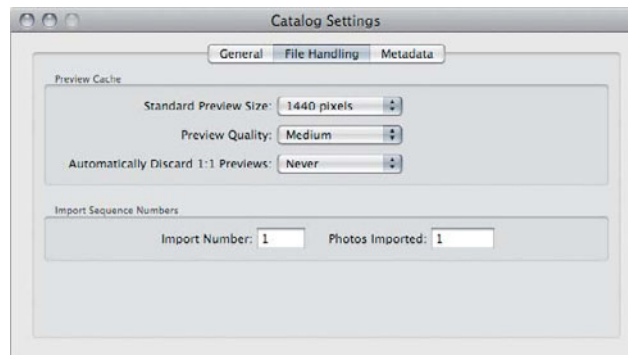 Catalog Settings
General File Handling Metadata
Preview Cache
Standard Preview Size: 1440 pixels
Preview Quality: Medium
Automatically Discard 1:1 Previews: Never
Import Sequence Numbers
Import Number: 1 Photos Imported: 1